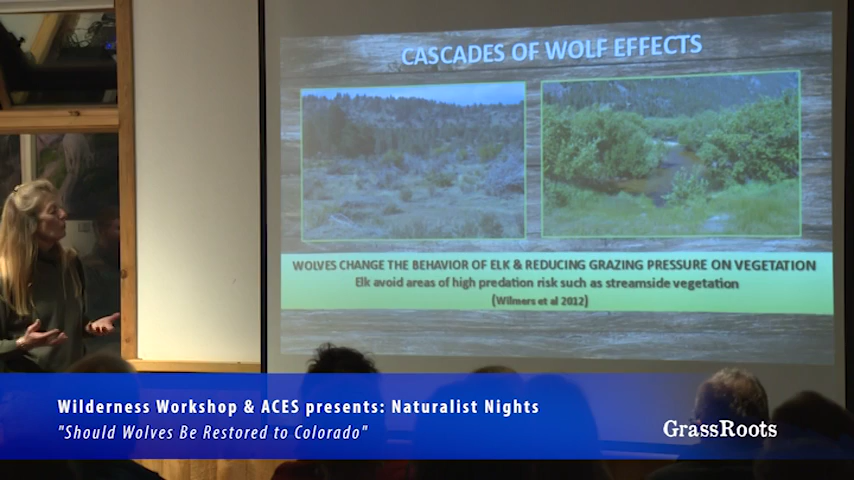 CASCADES OF WOLF EFFECTS
WOLVES CHANGE THE BEHAVIOR OF ELK & REDUCING GRAZING PRESSURE ON VEGETATION
Elk avoid areas of high predation risk such as streamside vegetation
(Wilmers et al 2012)
Wilderness Workshop & ACES presents: Naturalist Nights
"Should Wolves Be Restored to Colorado"
GrassRoots